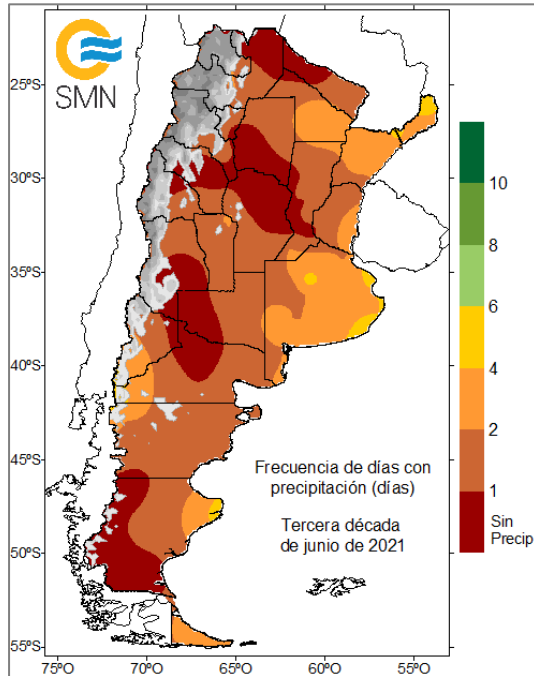 SMN
25ºS
30ºS
35ºS
40ºS
45ºS
50ºS
55ºS
75ºO
70ºO
65ºO
60ºO
55ºO
10
8
6
4
2
1
Sin
Precip
Frecuencia de días con
precipitación (días)
Tercera década
de junio de 2021